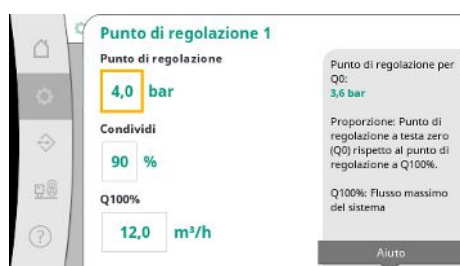 Punto di regolazione 1
Punto di regolazione
4,0 bar
Condividi
90 %
Q100%
12,0 m³/h
Punto di regolazione per
Q0:
3,6 bar
Proporzione: Punto di
regolazione a testa zero
(Q0) rispetto al punto di
regolazione a Q100%.
Q100%: Flusso massimo
del sistema
Aiuto